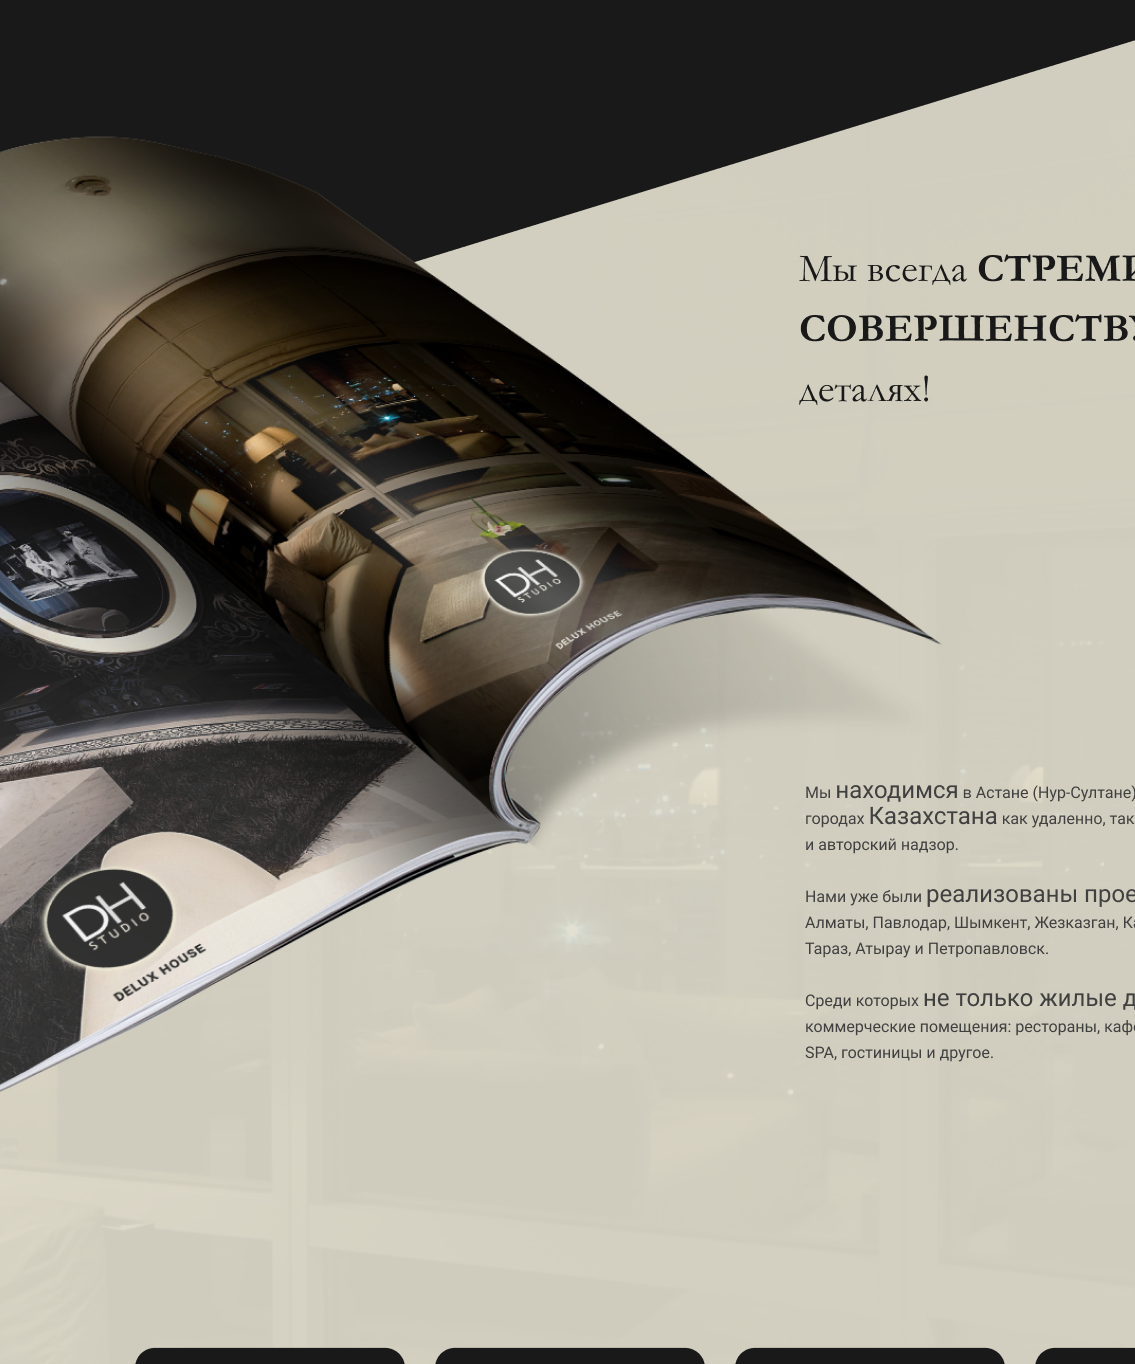 Мы всегда
деталях!
DH
STUDIO
DELUX HOUSE
Мы находимся в Астане (Нур-Султане)
городах Казахстана как удаленно, так
и авторский надзор.
Нами уже были реализованы
Алматы, Павлодар, Шымкент, Жезказган,
Тараз, Атырау и Петропавловск.
DH
STUDIO
DELUX HOUSE
Среди которых не только жилые
коммерческие помещения: рестораны,
SPA, гостиницы и другое.